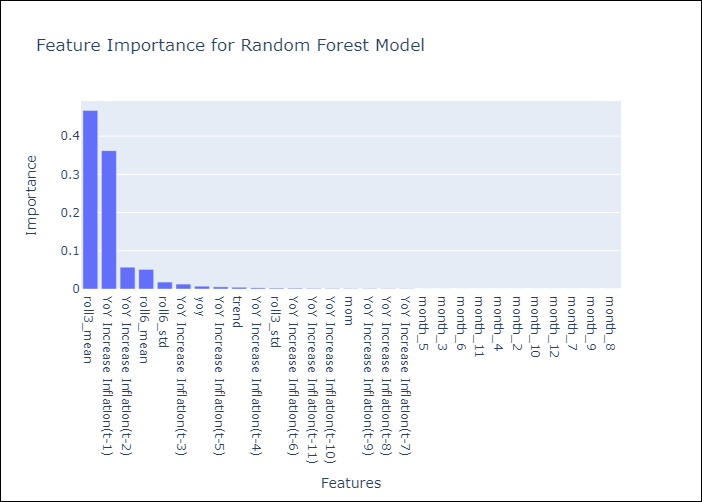 Feature Importance for Random Forest Model
Importance
0.4
0.3
0.2
0.1
0
roll3_mean
YoY Increase Inflation(t-1)
YoY Increase Inflation(t-2)
roll6_mean
roll6_std
YoY Increase Inflation(t-3)
yoy
YoY Increase Inflation(t-5)
trend
YoY Increase Inflation(t-4)
roll3_std
YoY Increase Inflation(t-6)
YoY Increase Inflation(t-11)
YoY Increase Inflation(t-10)
mom
YoY Increase Inflation(t-9)
YoY Increase Inflation(t-8)
YoY Increase Inflation(t-7)
month_5
month_3
month_6
month_11
month_4
month_2
month_10
month_12
month_7
month_9
month_8
Features